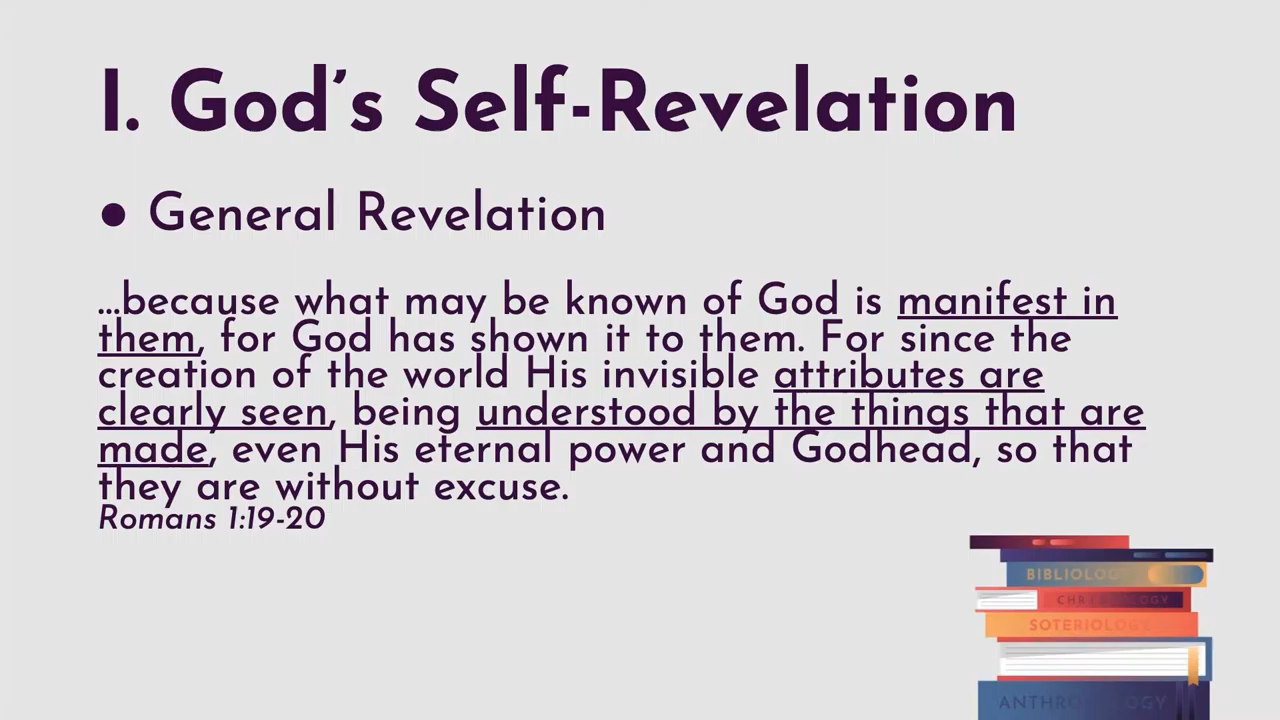 I. God’s Self-Revelation
● General Revelation
...because what may be known of God is manifest in
them, for God has shown it to them. For since the
creation of the world His invisible attributes are
clearly seen, being understood by the things that are
made, even His eternal power and Godhead, so that
they are without excuse.
Romans 1:19-20
BIBLIOLOGY
CHRISTOLOGY
SOTERIOLOGY
ANTHROPOLOGY